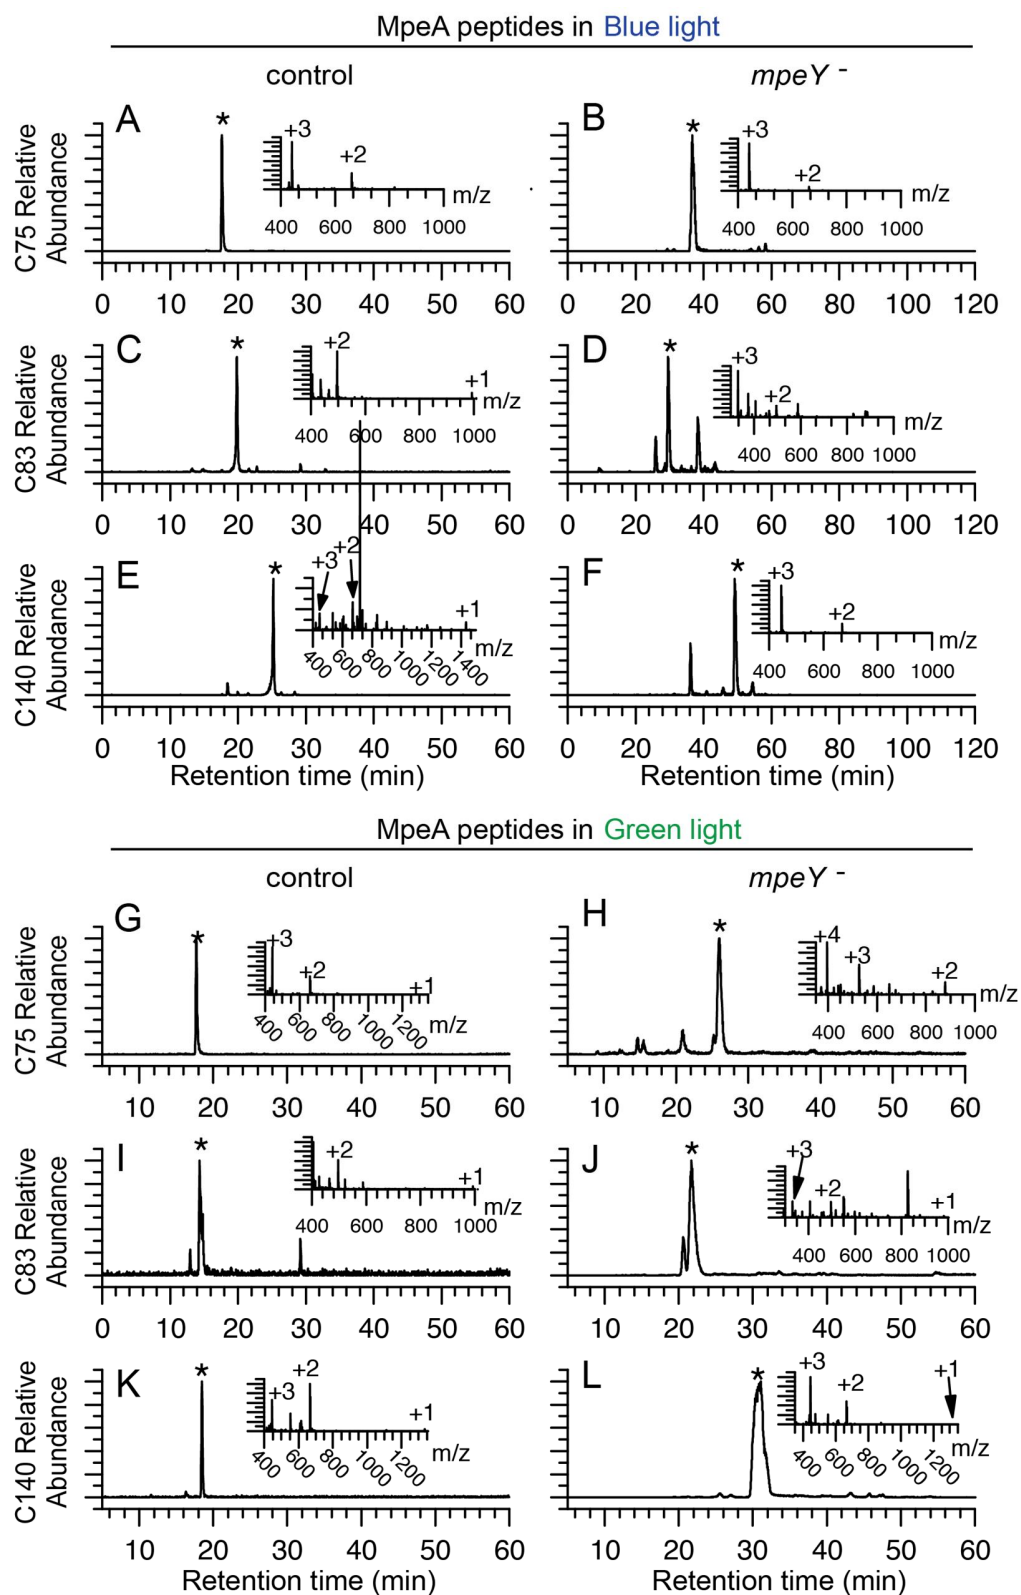 MpeA peptides in Blue light
control
mpeY -
A
C75 Relative
Abundance
*
+3
+2
m/z
400 600 800 1000
0 10 20 30 40 50 60
B
*
+3
+2
m/z
400 600 800 1000
0 20 40 60 80 100 120
C
C83 Relative
Abundance
*
+2
+1
m/z
400 600 800 1000
0 10 20 30 40 50 60
D
*
+3
+2
m/z
400 600 800 1000
0 20 40 60 80 100 120
E
C140 Relative
Abundance
*
+3
+2
+1
m/z
400 600 800 1000 1200 1400
0 10 20 30 40 50 60
Retention time (min)
F
*
+3
+2
m/z
400 600 800 1000
0 20 40 60 80 100 120
Retention time (min)
MpeA peptides in Green light
control
mpeY -
G
C75 Relative
Abundance
*
+3
+2
+1
m/z
400 600 800 1000 1200
10 20 30 40 50 60
H
*
+4
+3
+2
m/z
400 600 800 1000
10 20 30 40 50 60
I
C83 Relative
Abundance
*
+2
+1
m/z
400 600 800 1000
0 10 20 30 40 50 60
J
*
+3
+2
+1
m/z
400 600 800 1000
10 20 30 40 50 60
K
C140 Relative
Abundance
*
+3
+2
+1
m/z
400 600 800 1000 1200
10 20 30 40 50 60
Retention time (min)
L
*
+3
+2
+1
m/z
400 600 800 1000 1200
10 20 30 40 50 60
Retention time (min)